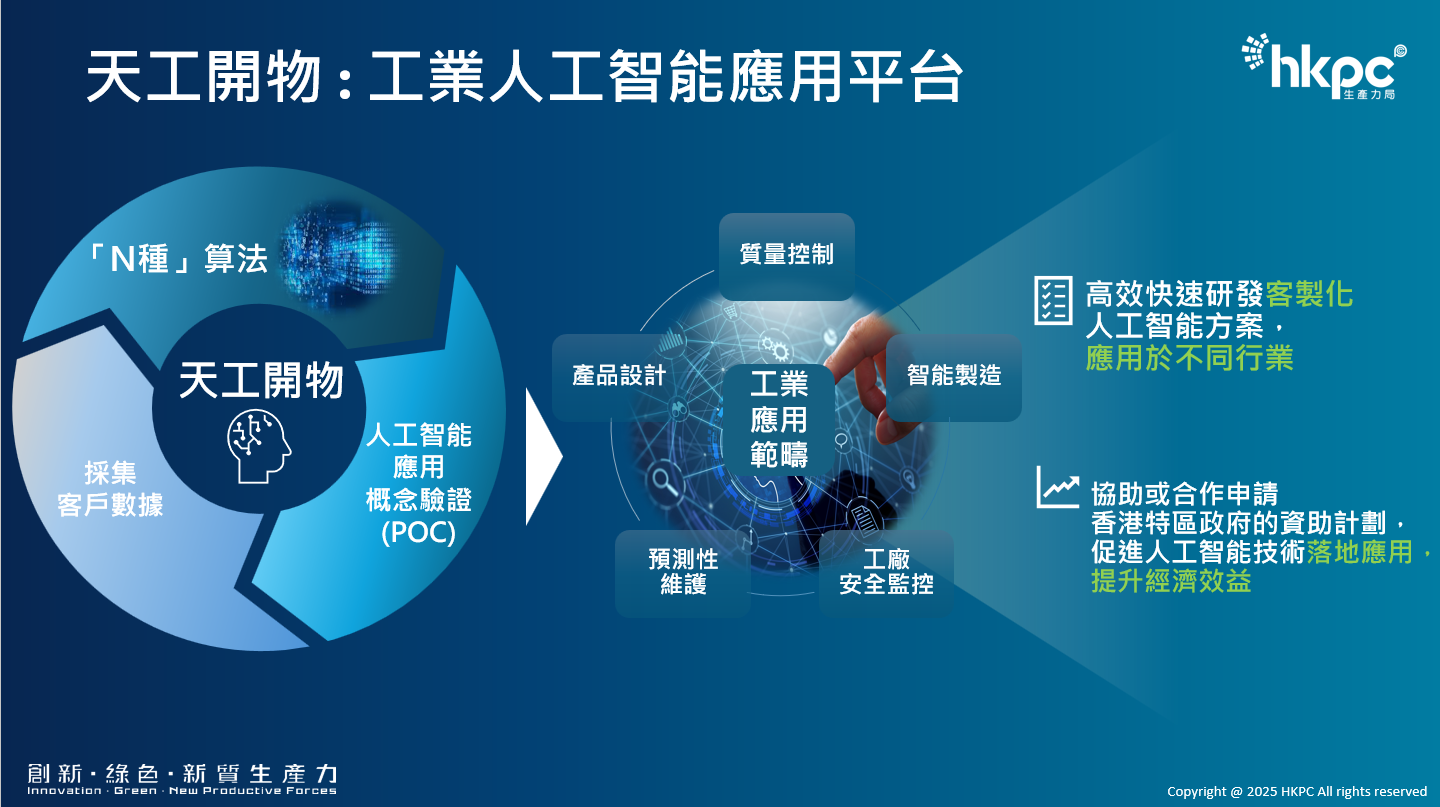 天工開物 : 工業人工智能應用平台
hkpc
生產力局
「N種」算法
天工開物
採集
客戶數據
人工智能
應用
概念驗證
(POC)
質量控制
產品設計
工業
應用
範疇
智能製造
預測性
維護
工廠
安全監控
高效快速研發客製化
人工智能方案，
應用於不同行業
協助或合作申請
香港特區政府的資助計劃，
促進人工智能技術落地應用，
提升經濟效益
創新·綠色·新質生產力
Innovation · Green · New Productive Forces
Copyright @ 2025 HKPC All rights reserved